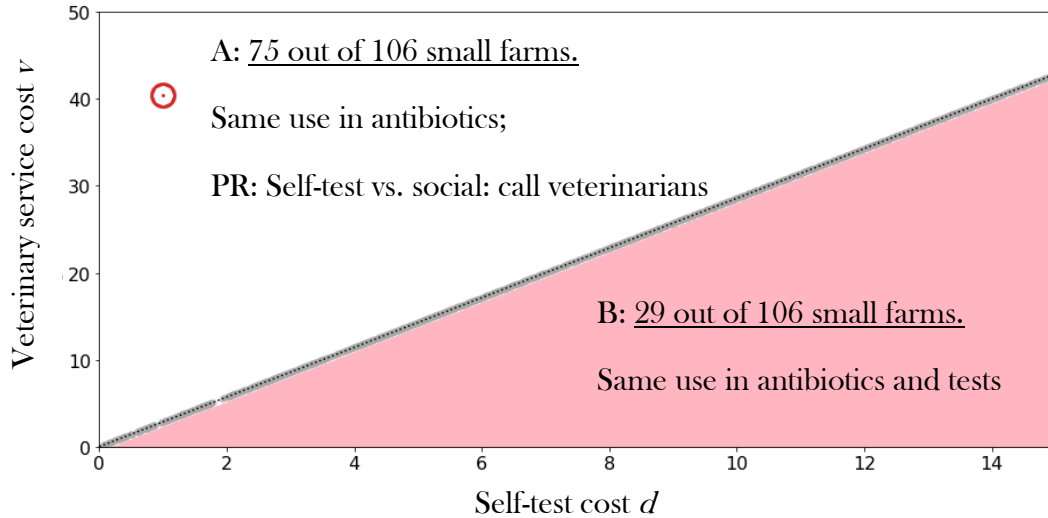 50
40
30
20
10
0
Veterinary service cost v
A: 75 out of 106 small farms.
Same use in antibiotics;
PR: Self-test vs. social: call veterinarians
B: 29 out of 106 small farms.
Same use in antibiotics and tests
0 2 4 6 8 10 12 14
Self-test cost d